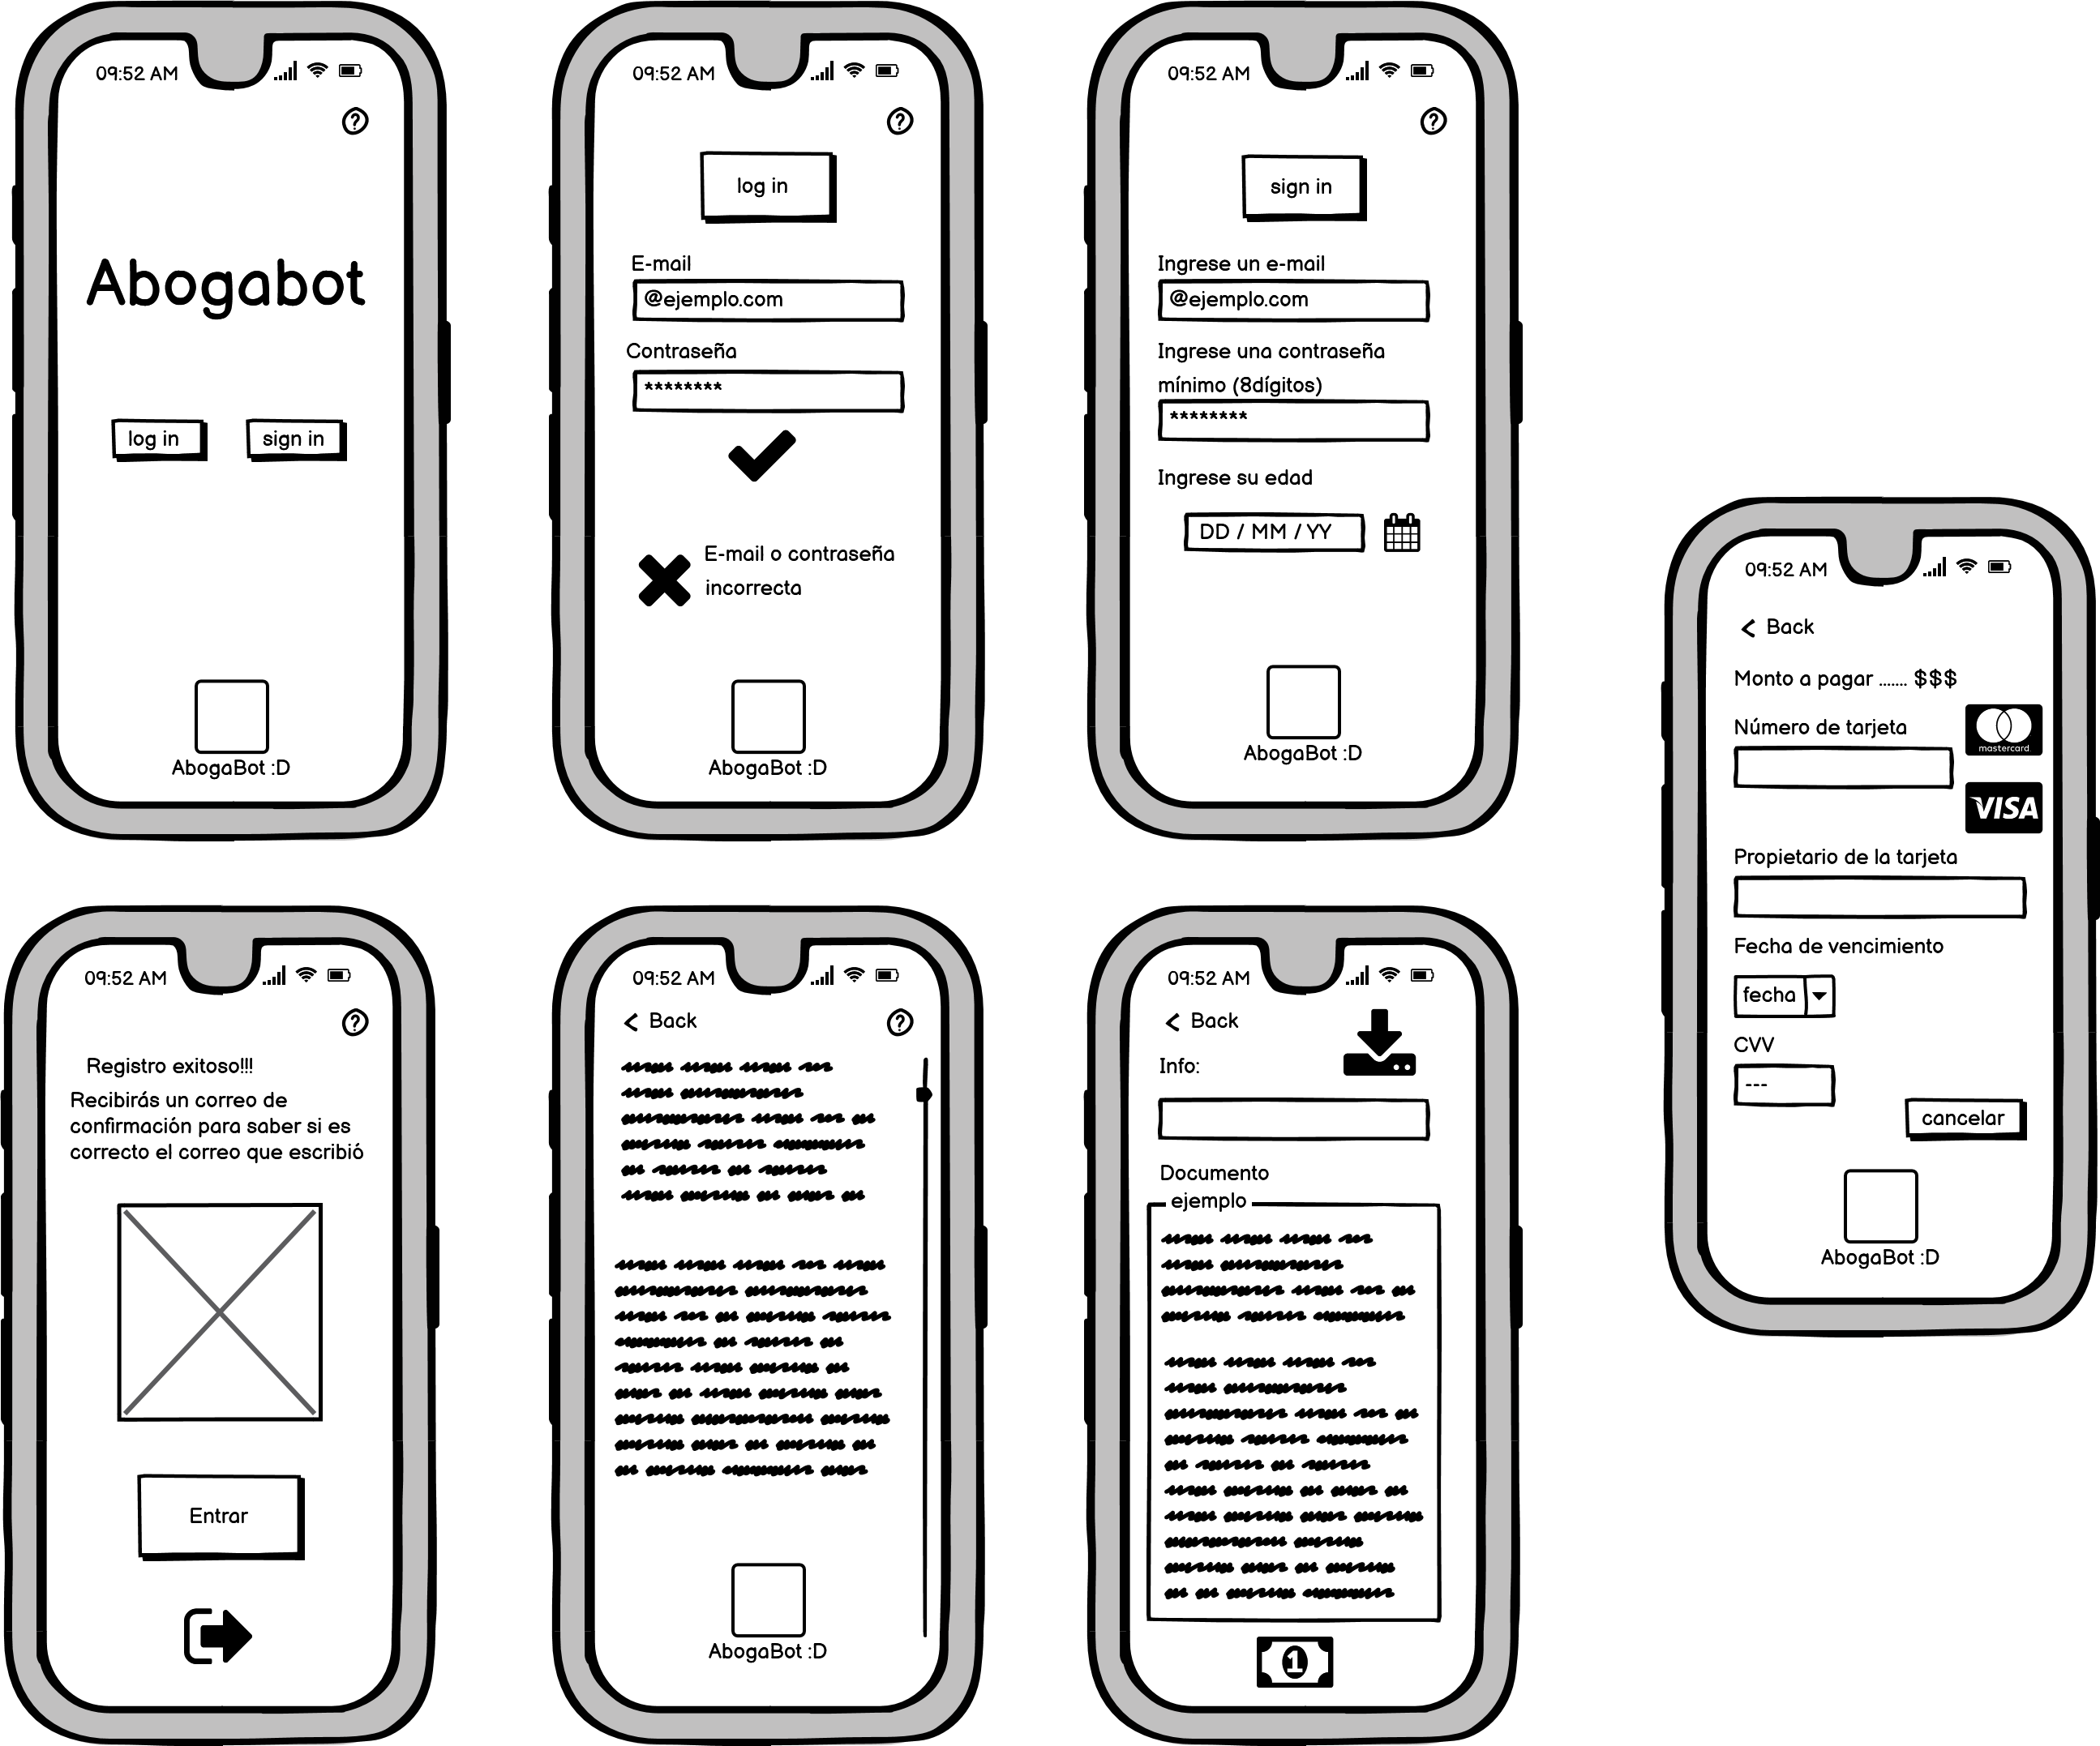 09:52 AM
?
Abogabot
log in
sign in
AbogaBot :D
09:52 AM
?
log in
E-mail
@ejemplo.com
Contraseña
********
E-mail o contraseña
incorrecta
AbogaBot :D
09:52 AM
?
sign in
Ingrese un e-mail
@ejemplo.com
Ingrese una contraseña
mínimo (8dígitos)
********
Ingrese su edad
DD / MM / YY
AbogaBot :D
09:52 AM
?
Registro exitoso!!!
Recibirás un correo de
confirmación para saber si es
correcto el correo que escribió
Entrar
09:52 AM
< Back
?
AbogaBot :D
09:52 AM
< Back
Info:
Documento
ejemplo
1
09:52 AM
< Back
Monto a pagar ....... $$$
Número de tarjeta
mastercard
VISA
Propietario de la tarjeta
Fecha de vencimiento
fecha
CVV
---
cancelar
AbogaBot :D